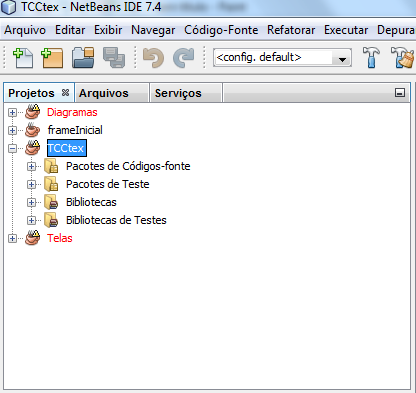 TCCtex - NetBeans IDE 7.4
Arquivo Editar Exibir Navegar Código-Fonte Refatorar Executar Depura
<config. default>
Projetos Arquivos Serviços
Diagramas
frameInicial
TCCtex
Pacotes de Códigos-fonte
Pacotes de Teste
Bibliotecas
Bibliotecas de Testes
Telas